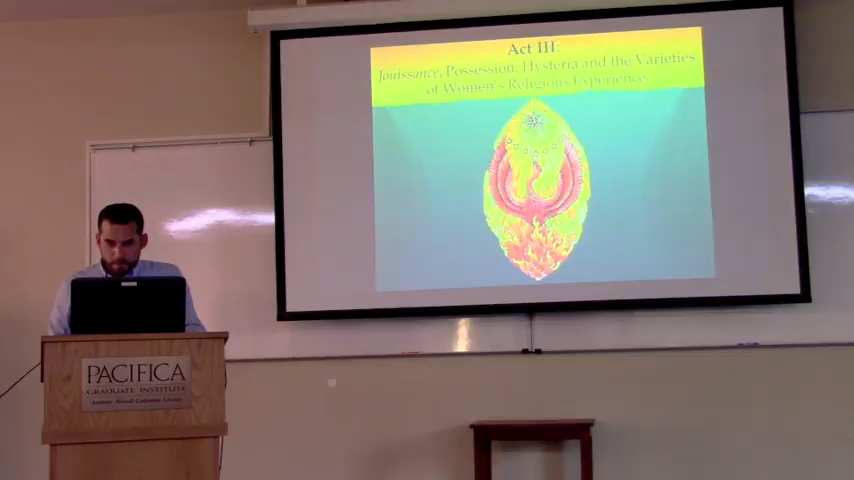 Act III:
Jouissance, Possession, Hysteria and the Varieties
of Women's Religious Experience
PACIFICA
GRADUATE INSTITUTE